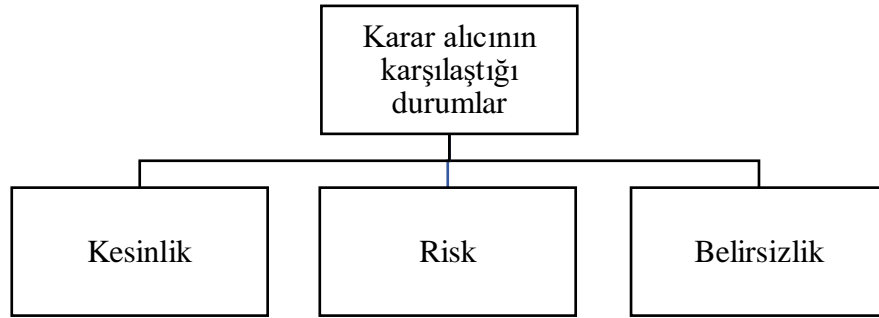 Karar alıcının
karşılaştığı
durumlar
Kesinlik
Risk
Belirsizlik